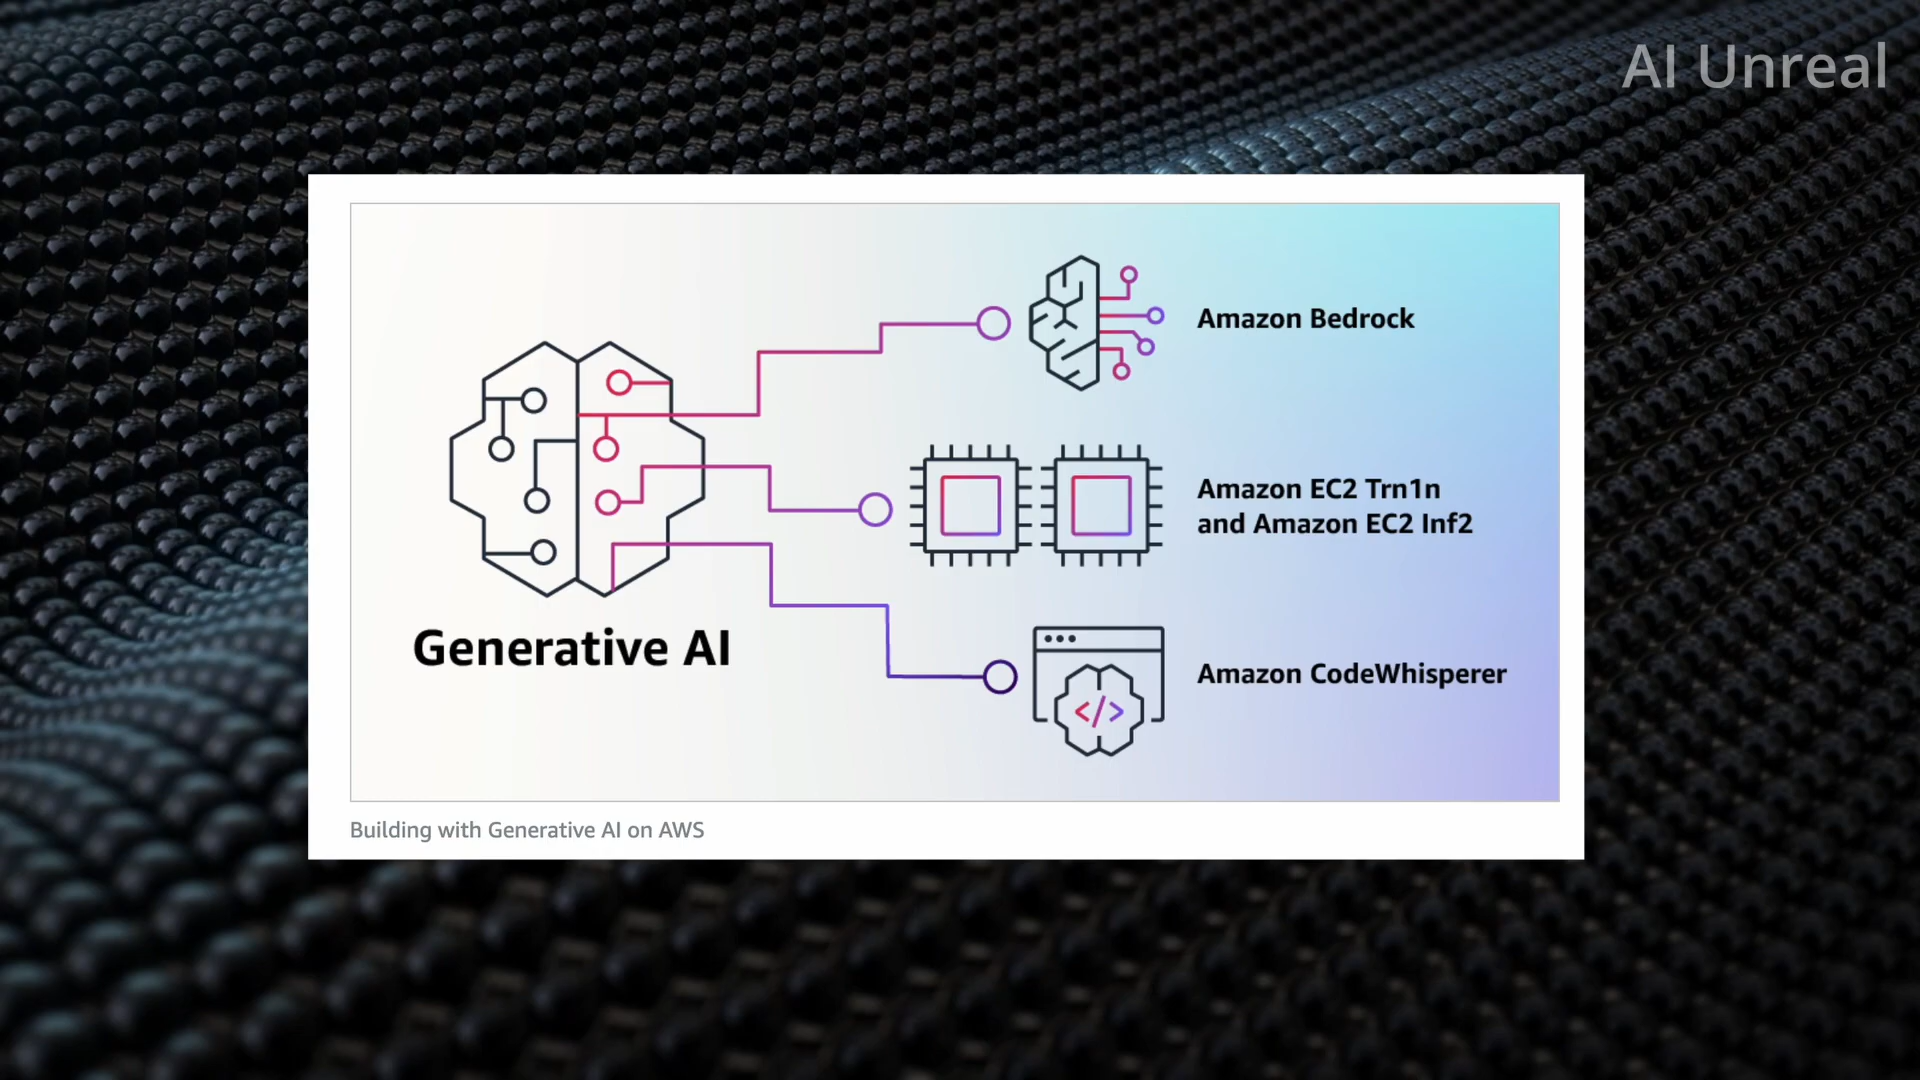 AI Unreal
Amazon Bedrock
Amazon EC2 Trn1n
and Amazon EC2 Inf2
Generative AI
Amazon CodeWhisperer
</>
Building with Generative AI on AWS